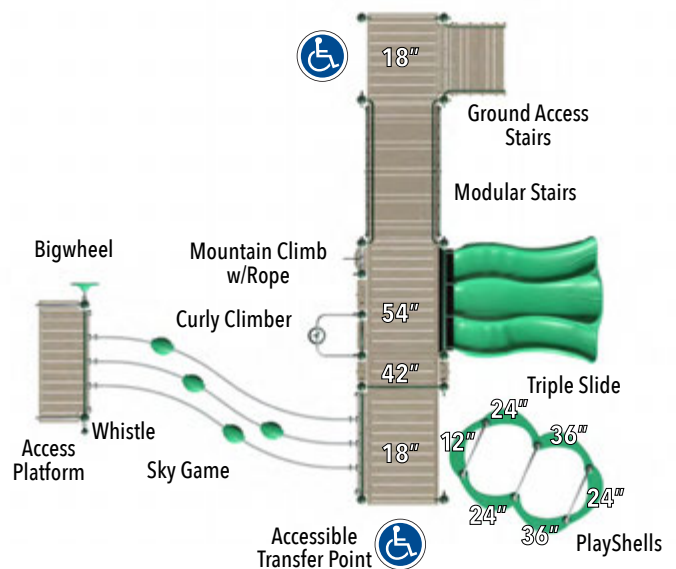 18"
Ground Access
Stairs
Modular Stairs
Bigwheel
Mountain Climb
w/Rope
Curly Climber
54"
42"
Triple Slide
24"
12"
36"
Whistle
Access
Platform
Sky Game
18"
24"
24"
36"
PlayShells
Accessible
Transfer Point